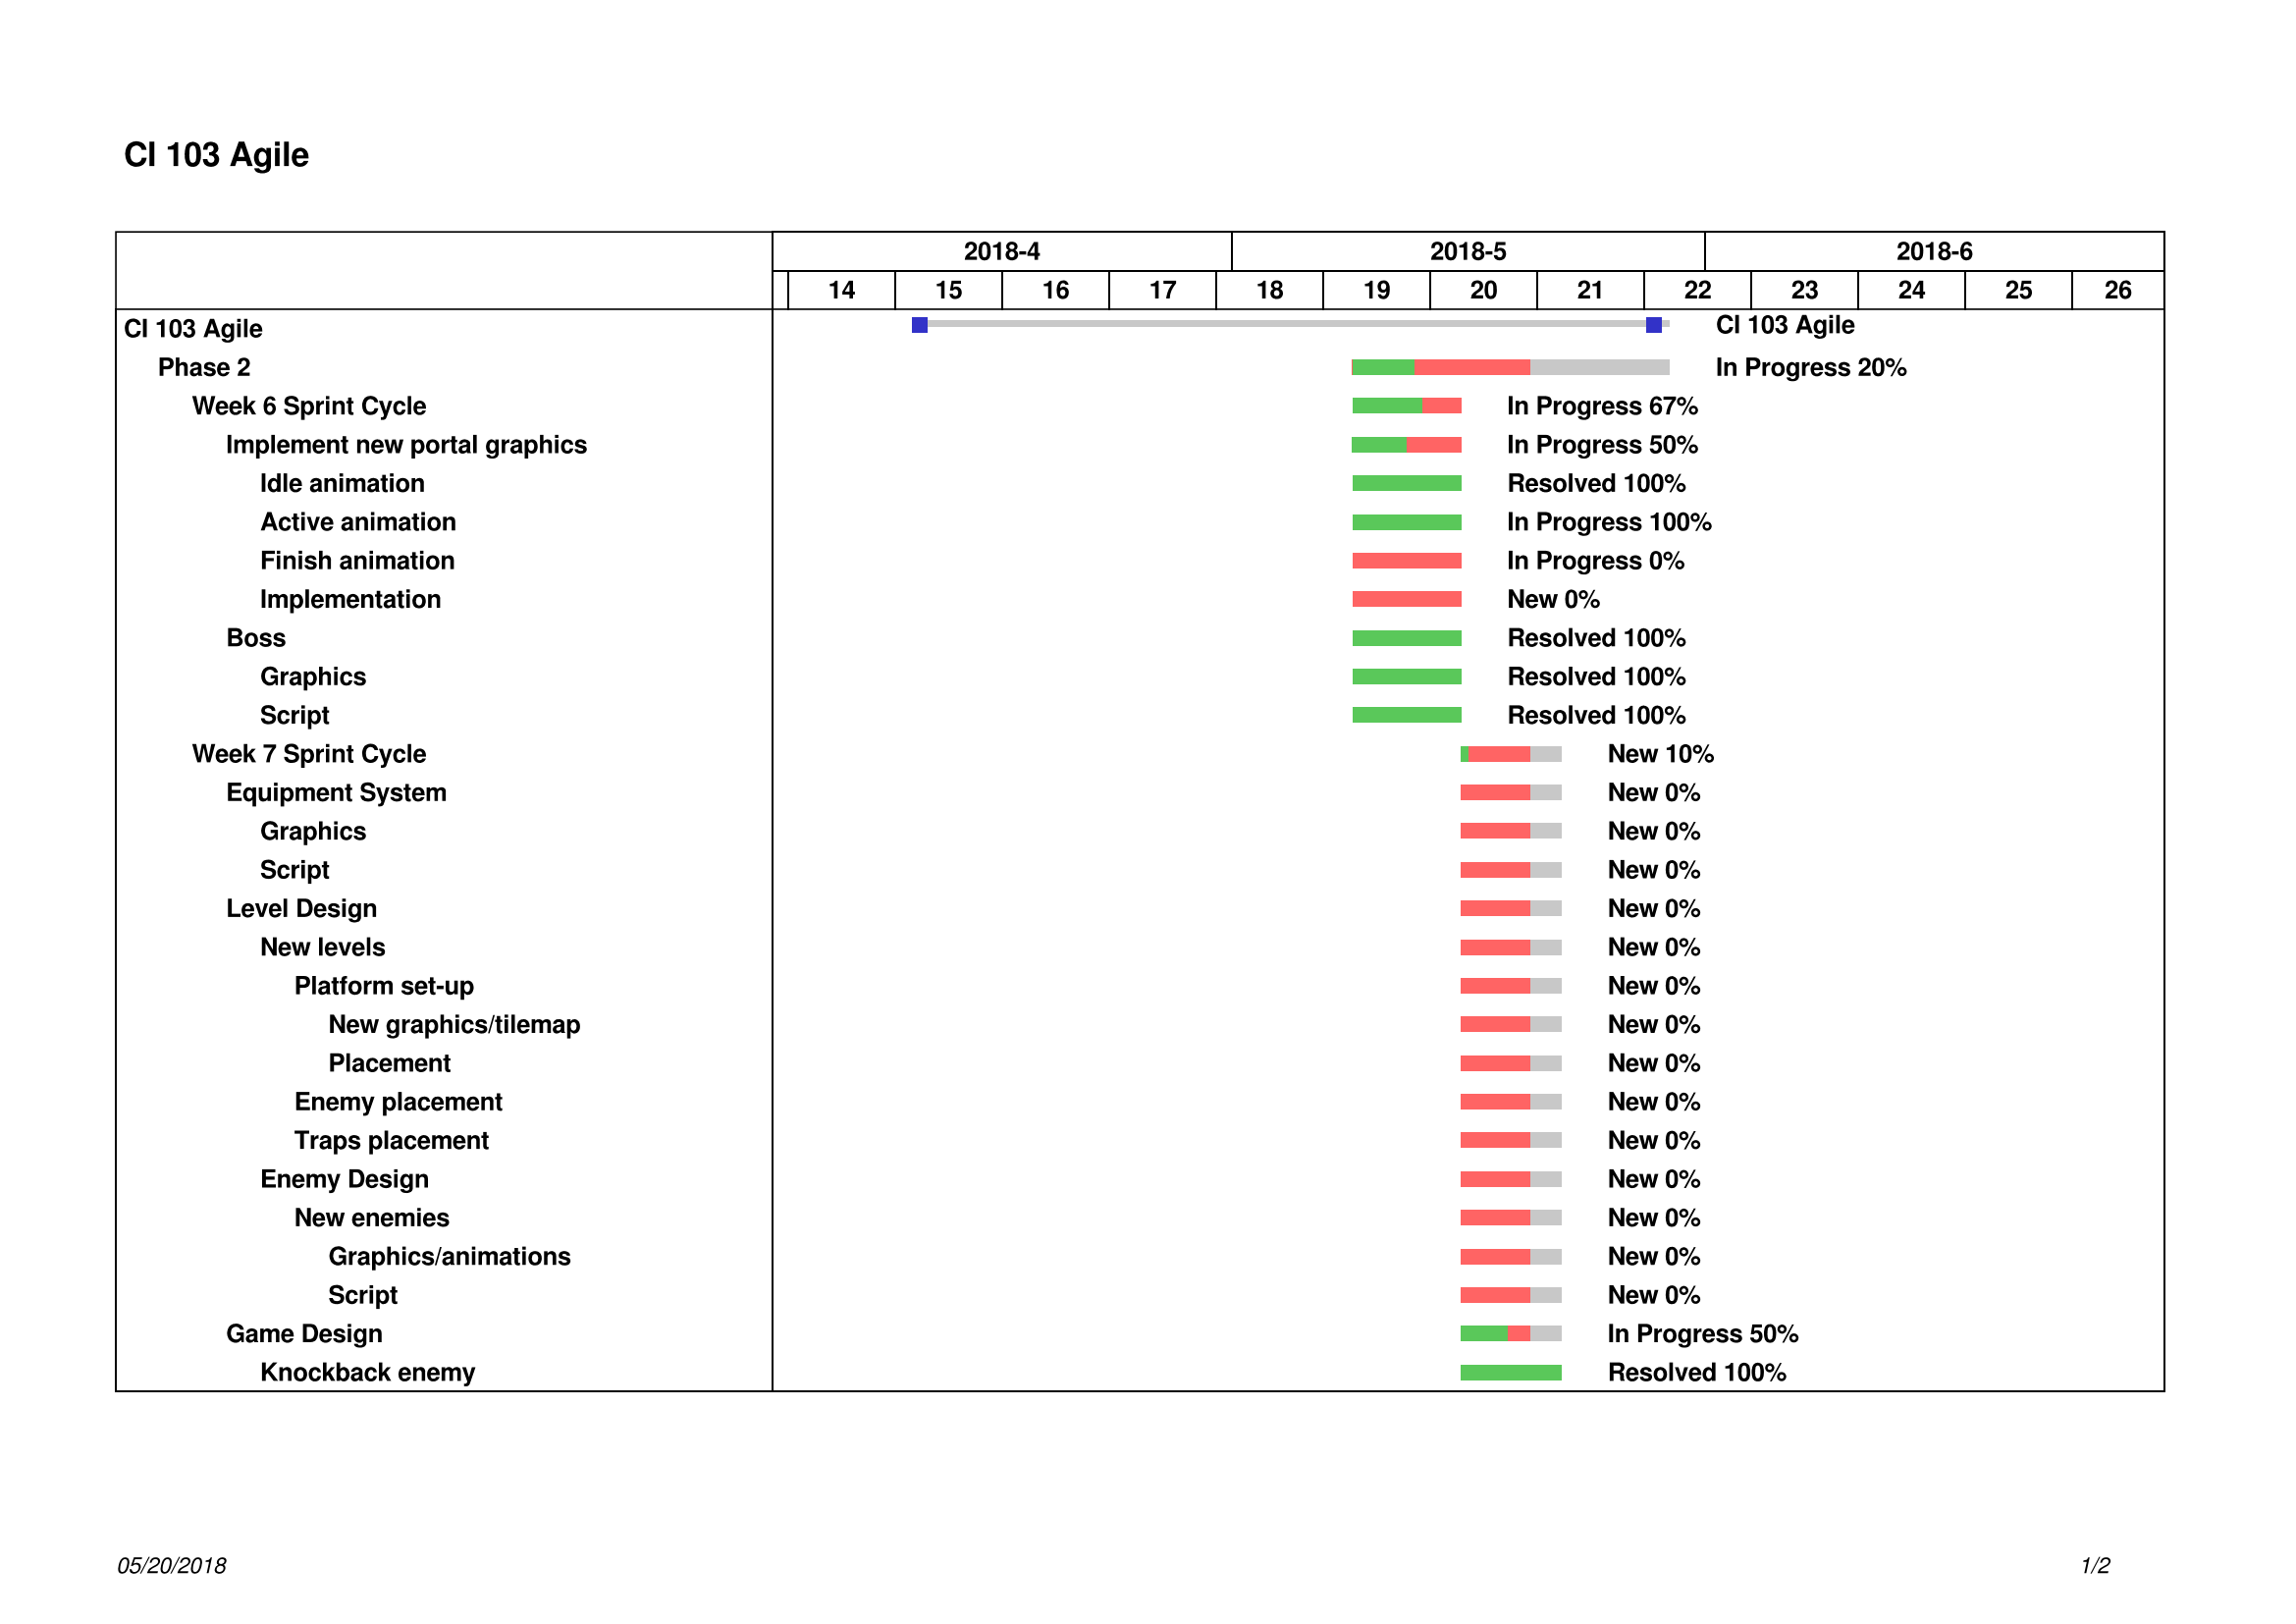 CI 103 Agile
2018-4 2018-5 2018-6
14 15 16 17 18 19 20 21 22 23 24 25 26
CI 103 Agile CI 103 Agile
Phase 2 In Progress 20%
Week 6 Sprint Cycle In Progress 67%
Implement new portal graphics In Progress 50%
Idle animation Resolved 100%
Active animation In Progress 100%
Finish animation In Progress 0%
Implementation New 0%
Boss Resolved 100%
Graphics Resolved 100%
Script Resolved 100%
Week 7 Sprint Cycle New 10%
Equipment System New 0%
Graphics New 0%
Script New 0%
Level Design New 0%
New levels New 0%
Platform set-up New 0%
New graphics/tilemap New 0%
Placement New 0%
Enemy placement New 0%
Traps placement New 0%
Enemy Design New 0%
New enemies New 0%
Graphics/animations New 0%
Script New 0%
Game Design In Progress 50%
Knockback enemy Resolved 100%
05/20/2018 1/2